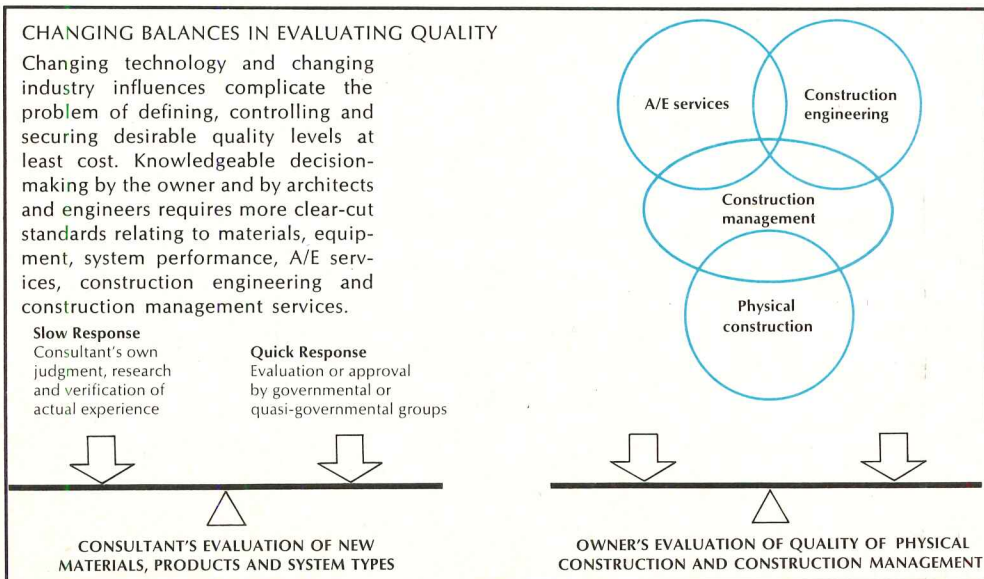 CHANGING BALANCES IN EVALUATING QUALITY
Changing technology and changing
industry influences complicate the
problem of defining, controlling and
securing desirable quality levels at
least cost. Knowledgeable decision-
making by the owner and by architects
and engineers requires more clear-cut
standards relating to materials, equip-
ment, system performance, A/E serv-
ices, construction engineering and
construction management services.
Slow Response
Consultant's own
judgment, research
and verification of
actual experience
Quick Response
Evaluation or approval
by governmental or
quasi-governmental groups
CONSULTANT'S EVALUATION OF NEW
MATERIALS, PRODUCTS AND SYSTEM TYPES
A/E services
Construction
engineering
Construction
management
Physical
construction
OWNER'S EVALUATION OF QUALITY OF PHYSICAL
CONSTRUCTION AND CONSTRUCTION MANAGEMENT